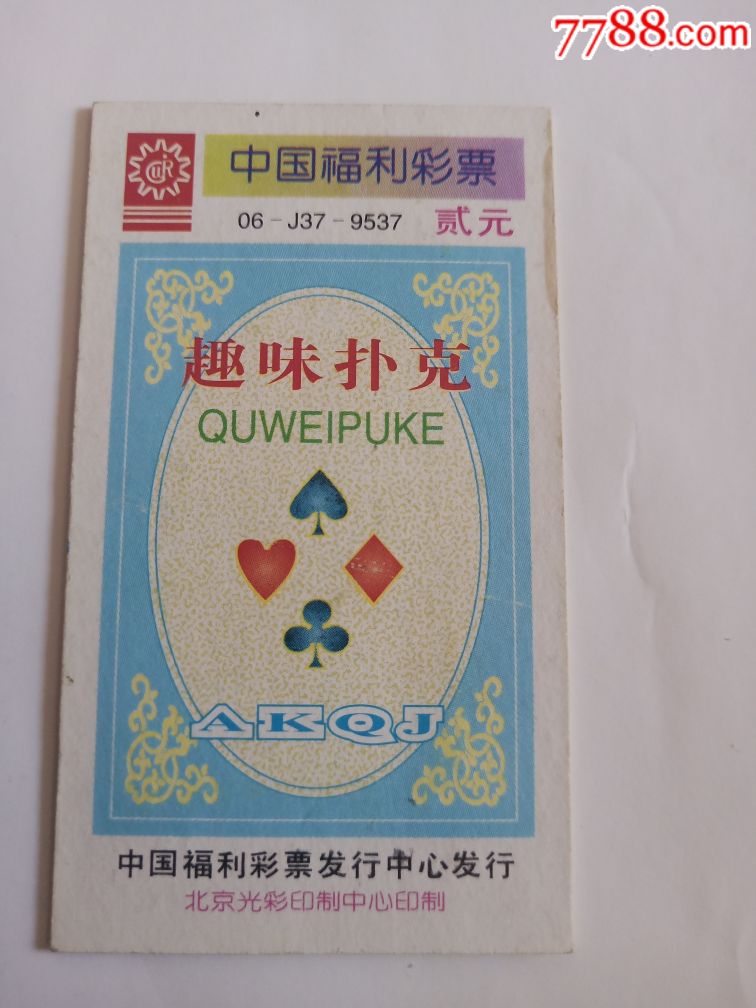 7788.com
中国福利彩票
06-J37-9537 贰元
趣味扑克
QUWEIPUKE
AKQJ
中国福利彩票发行中心发行
北京光彩印制中心印制